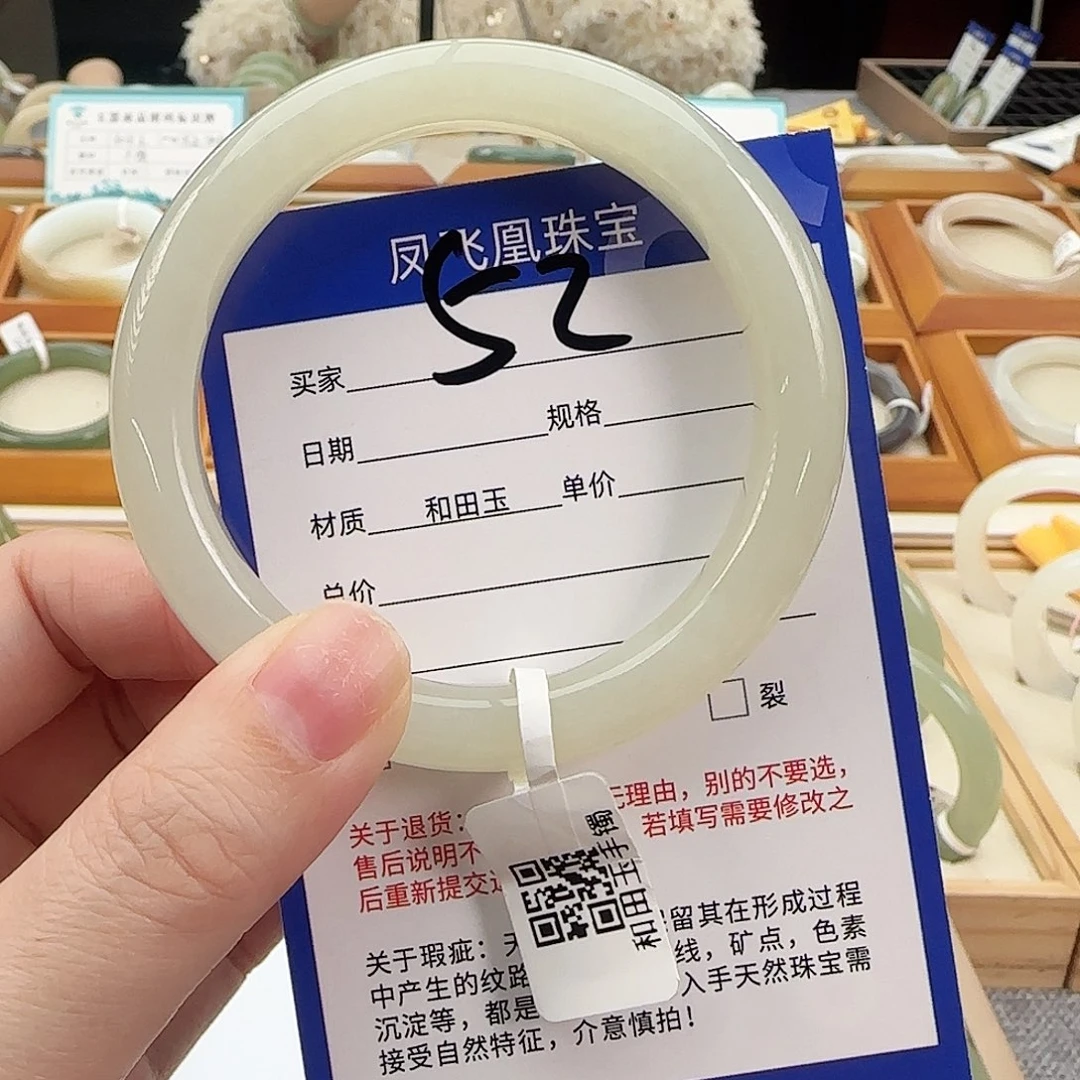 凤飞凰珠宝
52
买家
日期 规格
材质 和田玉 单价
总价
裂
关于退货： 无理由，别的不要选，
售后说明不 若填写需要修改之
后重新提交
和田玉手镯
关于瑕疵：天 留其在形成过程
中产生的纹路 线，矿点，色素
沉淀等，都是 入手天然珠宝需
接受自然特征，介意慎拍！